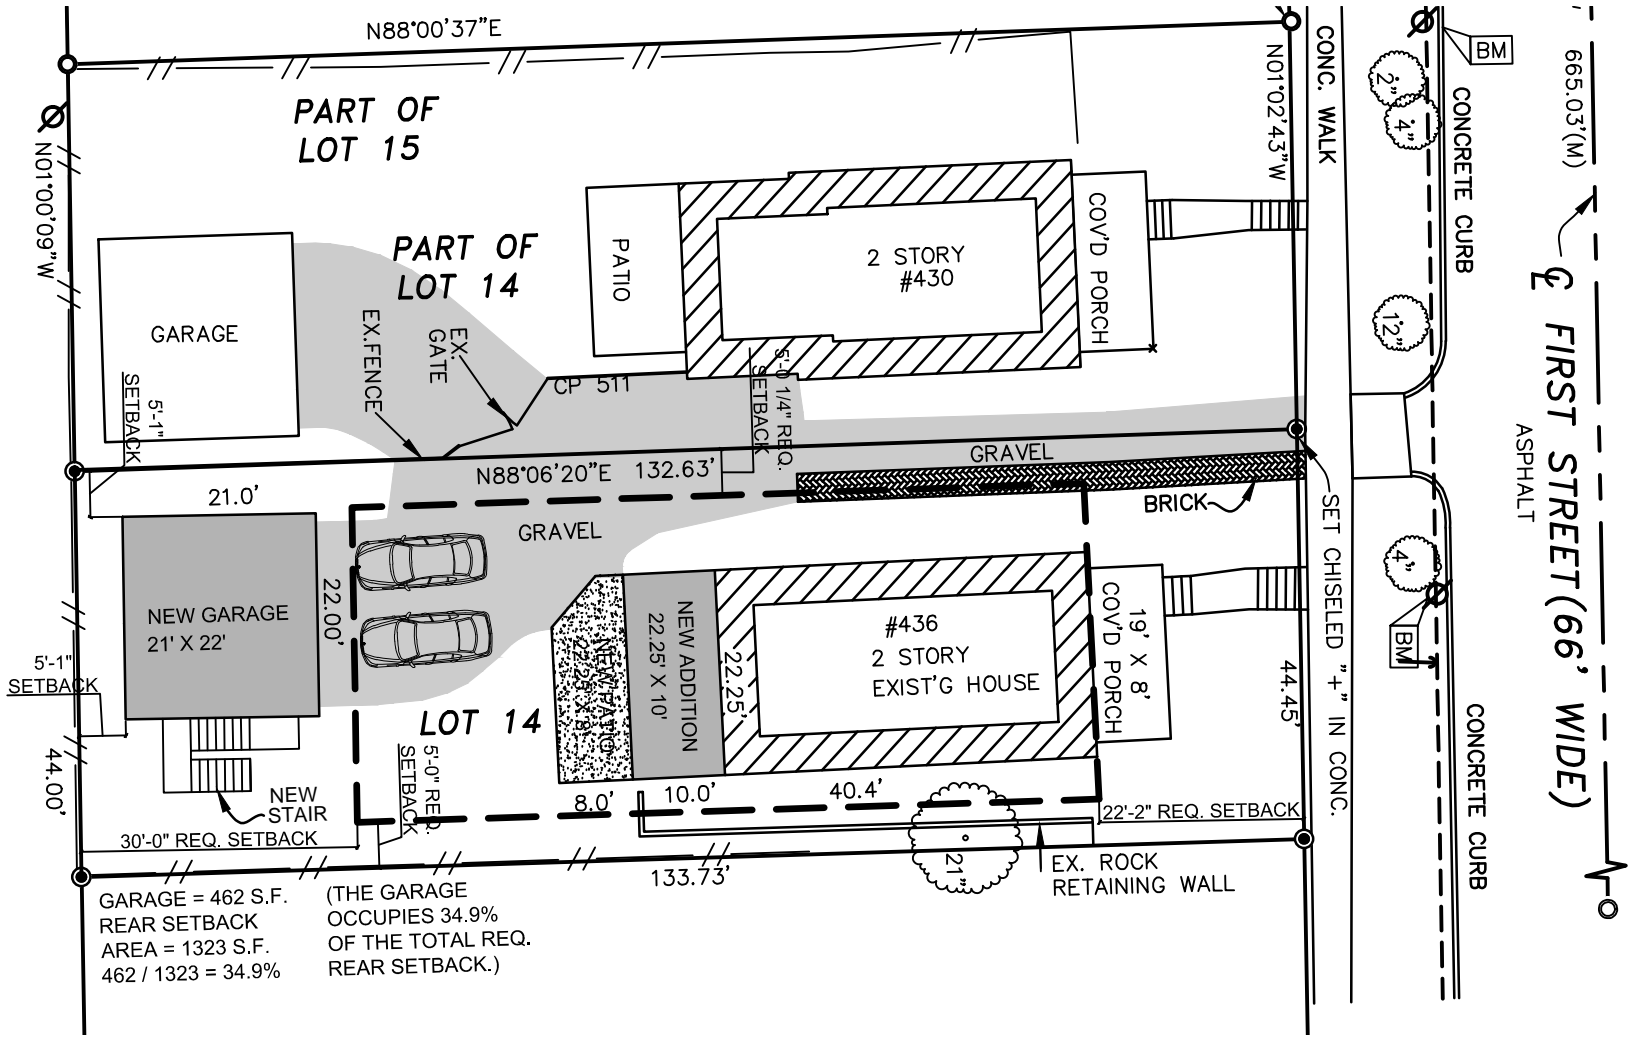 N88°00'37"E
PART OF
LOT 15
N01°00'09"W
N01°02'43"W
CONC. WALK
2"
4"
BM
CONCRETE CURB
665.03'(M)
GARAGE
PART OF
LOT 14
PATIO
2 STORY
#430
COV'D PORCH
12"
EX.
GATE
EX.FENCE
CP 511
5'-1"
SETBACK
5'-0 1/4" REQ.
SETBACK
℄ FIRST STREET(66' WIDE)
ASPHALT
N88°06'20"E 132.63'
GRAVEL
BRICK
21.0'
GRAVEL
SET CHISELED "+" IN CONC.
4"
BM
NEW GARAGE
21' X 22'
22.00'
NEW PATIO
22.25' X 8'
NEW ADDITION
22.25' X 10'
22.25'
#436
2 STORY
EXIST'G HOUSE
19' X 8'
COV'D PORCH
44.45'
5'-1"
SETBACK
LOT 14
5'-0" REQ.
SETBACK
44.00'
NEW
STAIR
8.0'
10.0'
40.4'
22'-2" REQ. SETBACK
30'-0" REQ. SETBACK
21"
133.73'
EX. ROCK
RETAINING WALL
CONCRETE CURB
GARAGE = 462 S.F.
REAR SETBACK
AREA = 1323 S.F.
462 / 1323 = 34.9%
(THE GARAGE
OCCUPIES 34.9%
OF THE TOTAL REQ.
REAR SETBACK.)